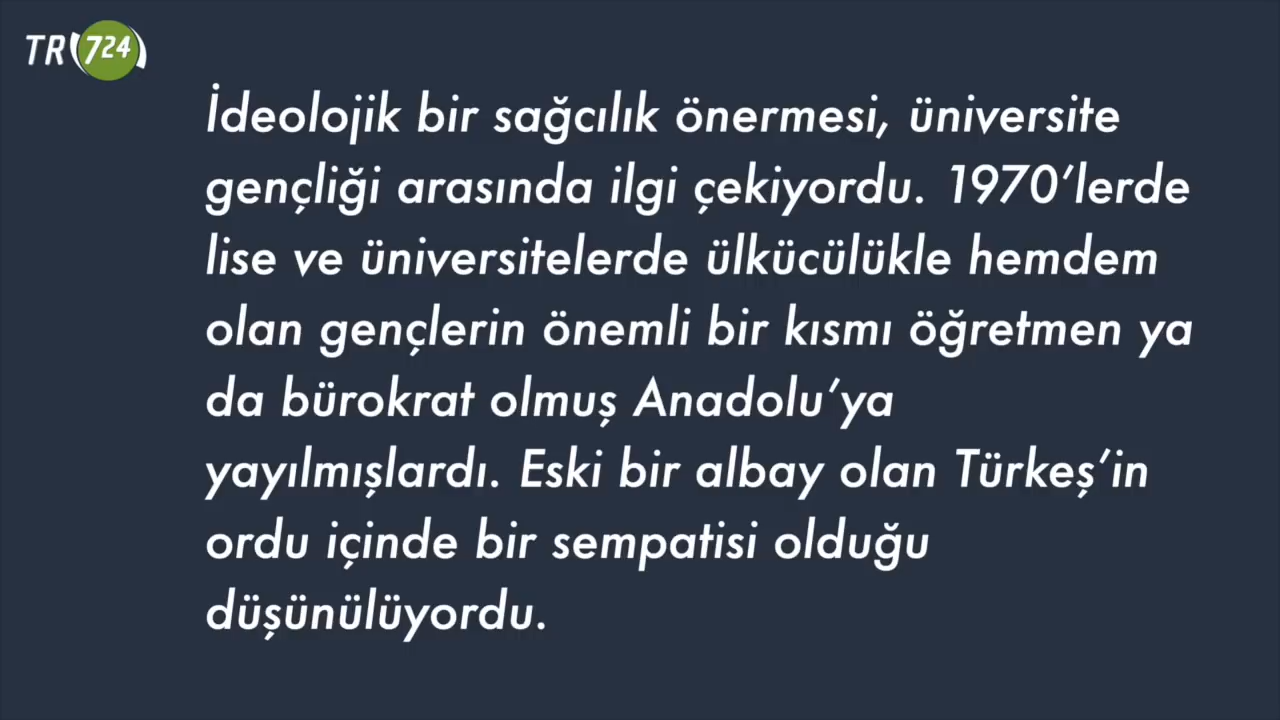 TR724
İdeolojik bir sağcılık önermesi, üniversite
gençliği arasında ilgi çekiyordu. 1970’lerde
lise ve üniversitelerde ülkücülükle hemdem
olan gençlerin önemli bir kısmı öğretmen ya
da bürokrat olmuş Anadolu’ya
yayılmışlardı. Eski bir albay olan Türkeş’in
ordu içinde bir sempatisi olduğu
düşünülüyordu.